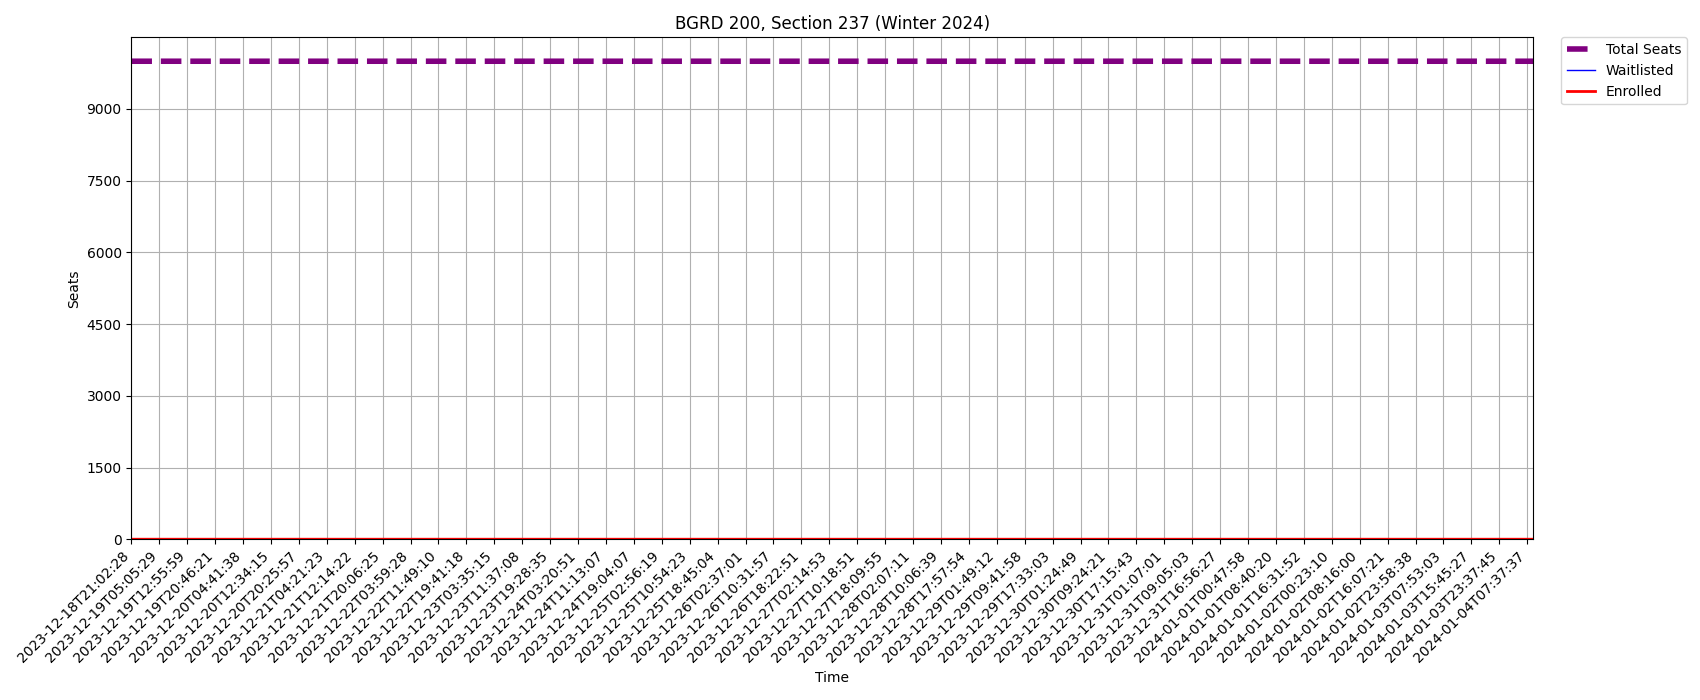 BGRD 200, Section 237 (Winter 2024)
Total Seats
Waitlisted
Enrolled
Seats
9000
7500
6000
4500
3000
1500
0
2023-12-18T21:02:28
2023-12-19T05:05:29
2023-12-19T12:55:59
2023-12-19T20:46:21
2023-12-20T04:41:38
2023-12-20T12:34:15
2023-12-20T20:25:57
2023-12-21T04:21:23
2023-12-21T12:14:22
2023-12-21T20:06:25
2023-12-22T03:59:28
2023-12-22T11:49:10
2023-12-22T19:41:18
2023-12-23T03:35:15
2023-12-23T11:37:08
2023-12-23T19:28:35
2023-12-24T03:20:51
2023-12-24T11:13:07
2023-12-24T19:04:07
2023-12-25T02:56:19
2023-12-25T10:54:23
2023-12-25T18:45:04
2023-12-26T02:37:01
2023-12-26T10:31:57
2023-12-26T18:22:51
2023-12-27T02:14:53
2023-12-27T10:18:51
2023-12-27T18:09:55
2023-12-28T02:07:11
2023-12-28T10:06:39
2023-12-28T17:57:54
2023-12-29T01:49:12
2023-12-29T09:41:58
2023-12-29T17:33:03
2023-12-30T01:24:49
2023-12-30T09:24:21
2023-12-30T17:15:43
2023-12-31T01:07:01
2023-12-31T09:05:03
2023-12-31T16:56:27
2024-01-01T00:47:58
2024-01-01T08:40:20
2024-01-01T16:31:52
2024-01-02T00:23:10
2024-01-02T08:16:00
2024-01-02T16:07:21
2024-01-02T23:58:38
2024-01-03T07:53:03
2024-01-03T15:45:27
2024-01-03T23:37:45
2024-01-04T07:37:37
Time